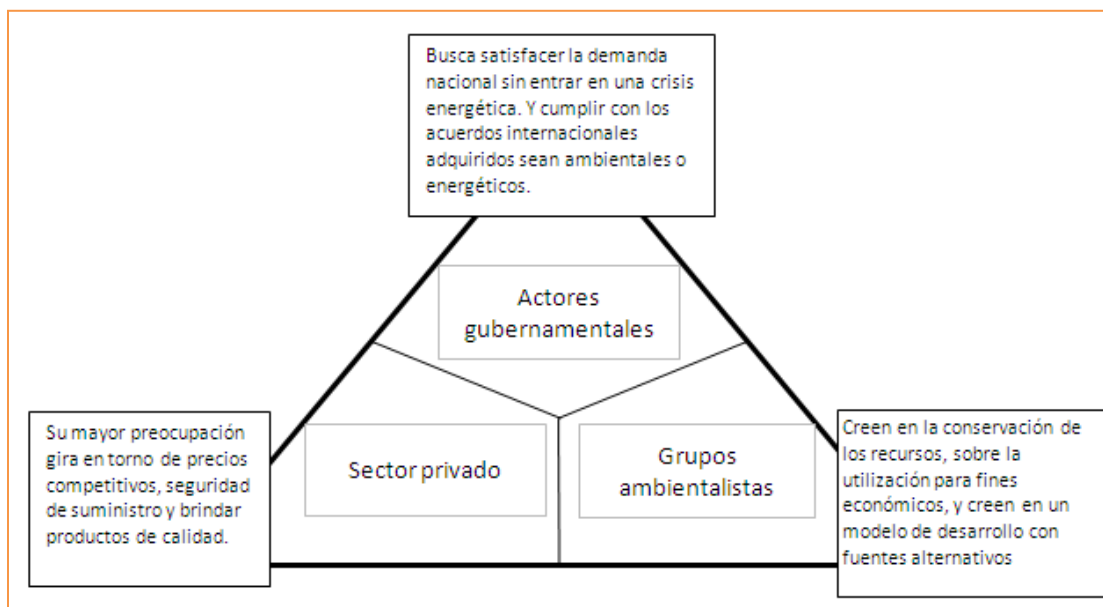 Busca satisfacer la demanda
nacional sin entrar en una crisis
energética. Y cumplir con los
acuerdos internacionales
adquiridos sean ambientales o
energéticos.
Actores
gubernamentales
Su mayor preocupación
gira en torno de precios
competitivos, seguridad
de suministro y brindar
productos de calidad.
Sector privado
Grupos
ambientalistas
Creen en la conservación de
los recursos, sobre la
utilización para fines
económicos, y creen en un
modelo de desarrollo con
fuentes alternativos